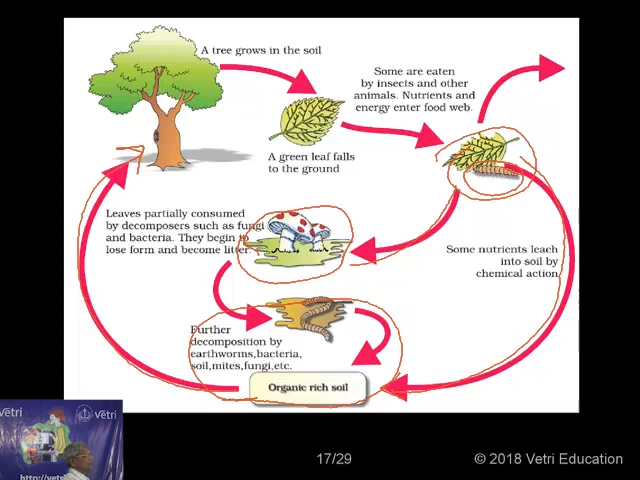 A tree grows in the soil
Some are eaten
by insects and other
animals. Nutrients and
energy enter food web.
A green leaf falls
to the ground
Leaves partially consumed
by decomposers such as fungi
and bacteria. They begin to
lose form and become litter.
Some nutrients leach
into soil by
chemical action
Further
decomposition by
earthworms,bacteria,
soil,mites,fungi,etc.
Organic rich soil
Vetri
Vetri
http://vet
17/29
© 2018 Vetri Education